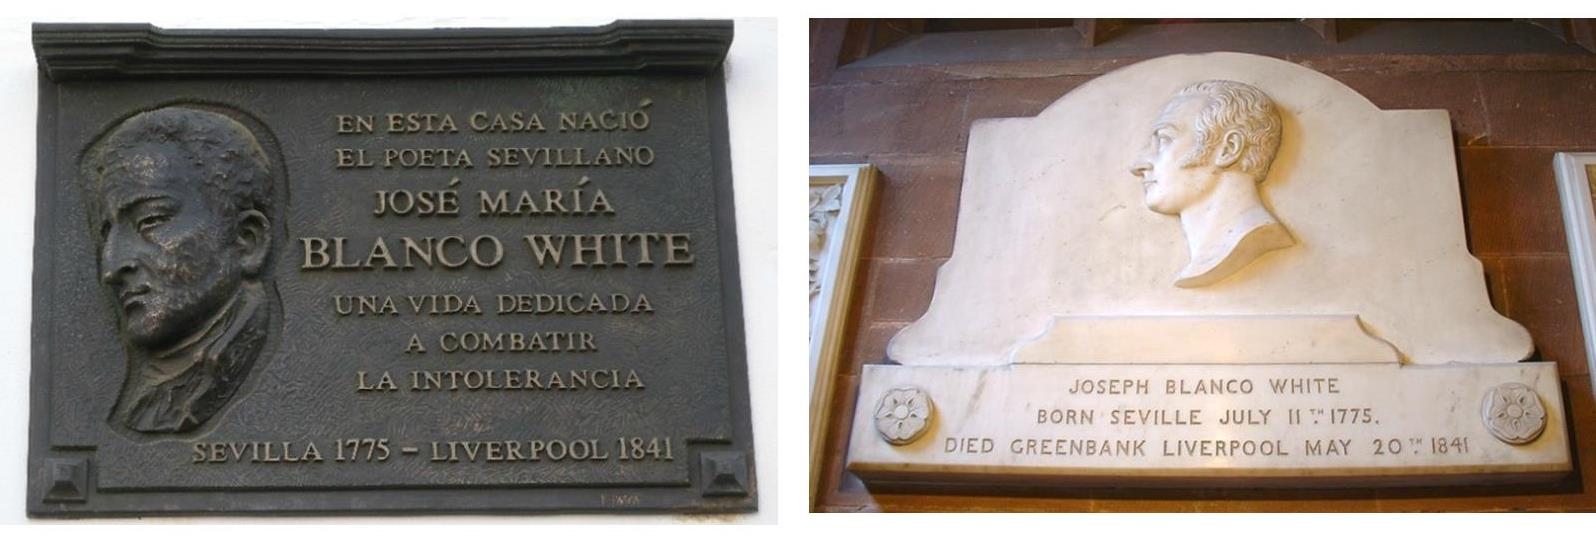 EN ESTA CASA NACIÓ
EL POETA SEVILLANO
JOSÉ MARÍA
BLANCO WHITE
UNA VIDA DEDICADA
A COMBATIR
LA INTOLERANCIA
SEVILLA 1775 – LIVERPOOL 1841
JOSEPH BLANCO WHITE
BORN SEVILLE JULY 11TH 1775.
DIED GREENBANK LIVERPOOL MAY 20TH 1841